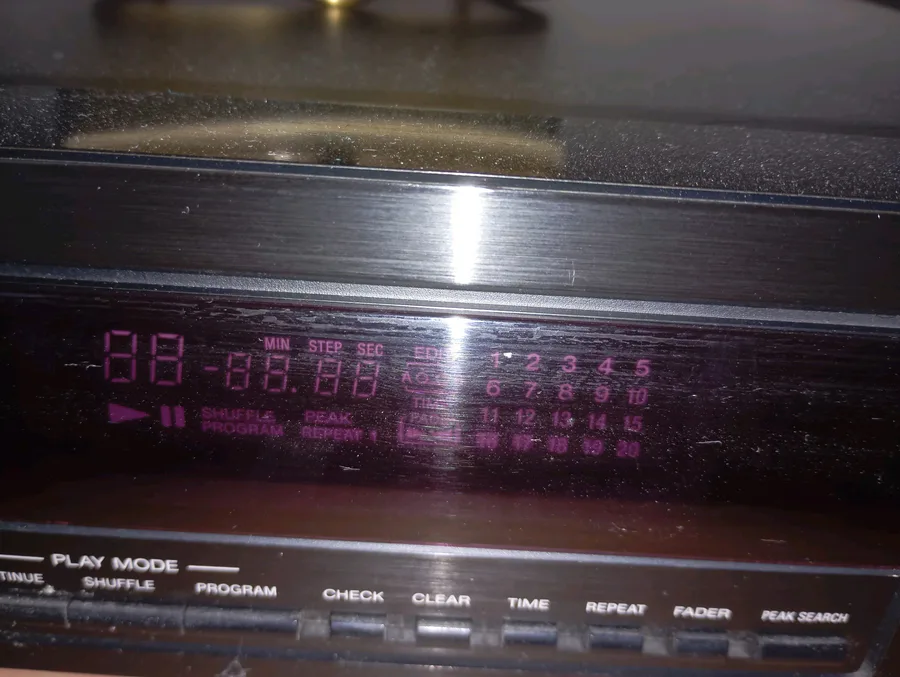 MIN STEP SEC
88 -88.88
SHUFFLE PEAK
PROGRAM REPEAT 1
1 2 3 4 5
6 7 8 9 10
11 12 13 14 15
16 17 18 19 20
PLAY MODE
SHUFFLE PROGRAM CHECK CLEAR TIME REPEAT FADER PEAK SEARCH